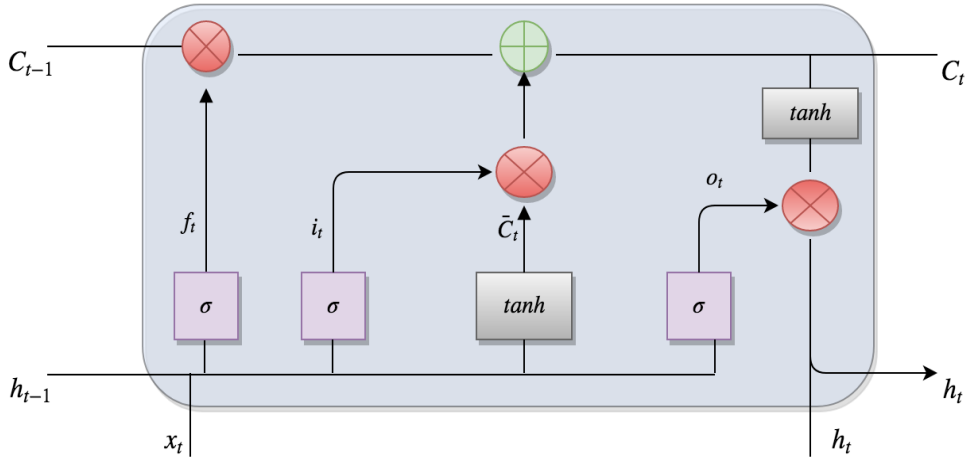 C_{t-1}
C_t
tanh
o_t
f_t
i_t
C̄_t
σ
σ
tanh
σ
h_{t-1}
h_t
x_t
h_t